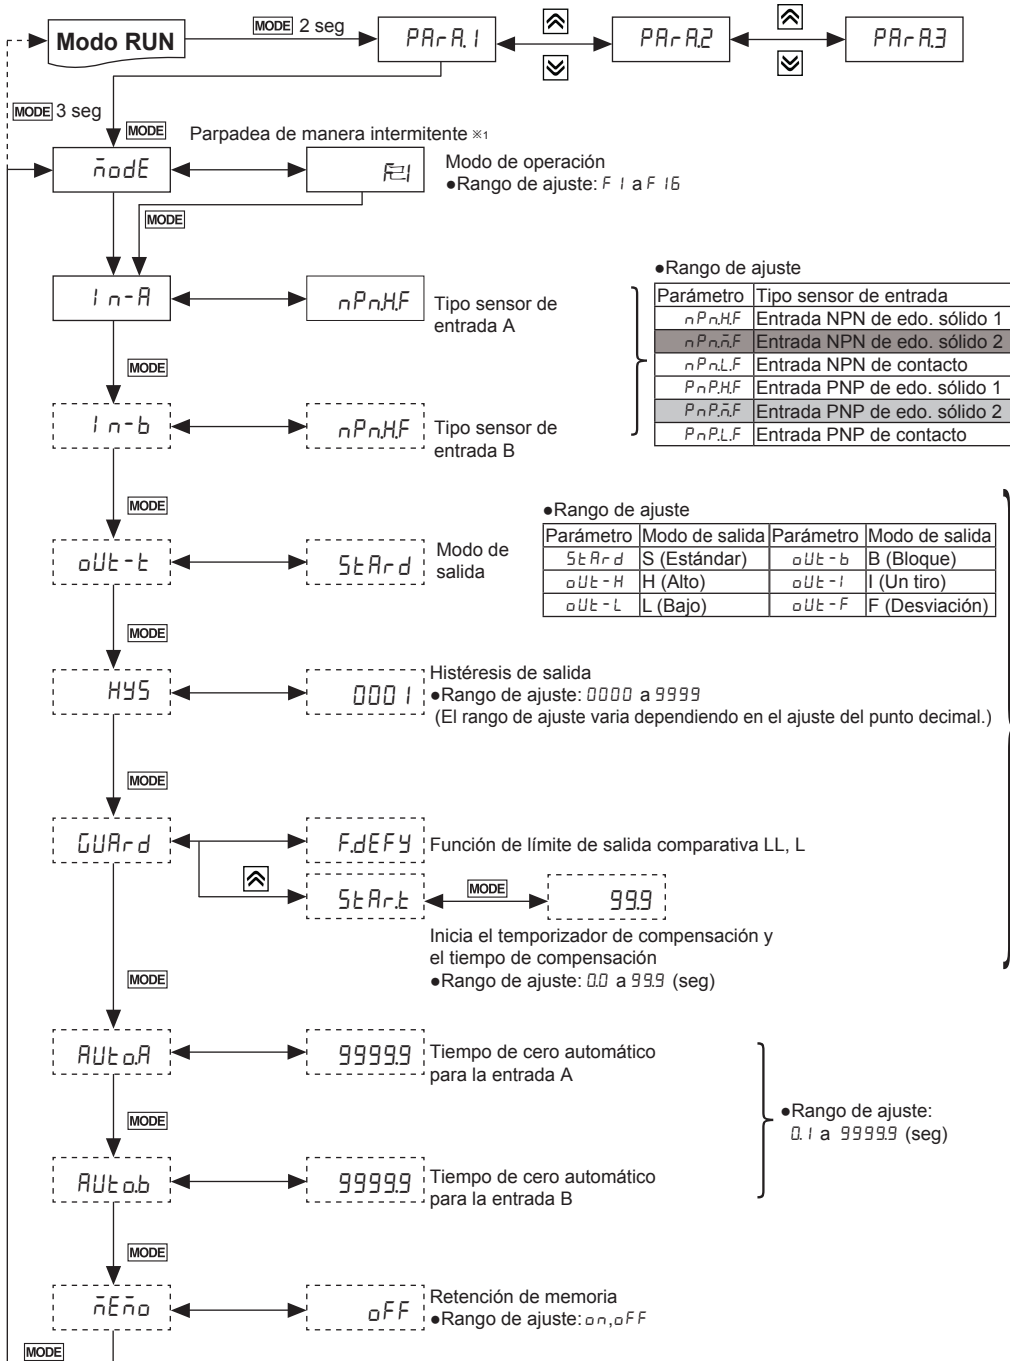 Modo RUN
MODE 2 seg
PArA.1
PArA.2
PArA.3
MODE 3 seg
MODE
Parpadea de manera intermitente ※1
modE
F 1
Modo de operación
●Rango de ajuste: F 1 a F 16
MODE
In-A
nPn.H.F
Tipo sensor de
entrada A
●Rango de ajuste
Parámetro Tipo sensor de entrada
nPn.H.F Entrada NPN de edo. sólido 1
nPn.m.F Entrada NPN de edo. sólido 2
nPn.L.F Entrada NPN de contacto
PnP.H.F Entrada PNP de edo. sólido 1
PnP.m.F Entrada PNP de edo. sólido 2
PnP.L.F Entrada PNP de contacto
MODE
In-b
nPn.H.F
Tipo sensor de
entrada B
MODE
oUt-t
StArd
Modo de
salida
●Rango de ajuste
Parámetro Modo de salida Parámetro Modo de salida
StArd S (Estándar) oUt-b B (Bloque)
oUt-H H (Alto) oUt-I I (Un tiro)
oUt-L L (Bajo) oUt-F F (Desviación)
MODE
HYS
0001
Histéresis de salida
●Rango de ajuste: 0000 a 9999
(El rango de ajuste varia dependiendo en el ajuste del punto decimal.)
MODE
GUArd
F.dEFY
Función de límite de salida comparativa LL, L
StAr.t
MODE
99.9
Inicia el temporizador de compensación y
el tiempo de compensación
●Rango de ajuste: 0.0 a 99.9 (seg)
MODE
AUto.A
9999.9
Tiempo de cero automático
para la entrada A
MODE
●Rango de ajuste:
0.1 a 9999.9 (seg)
AUto.b
9999.9
Tiempo de cero automático
para la entrada B
MODE
mEmo
oFF
Retención de memoria
●Rango de ajuste: on,oFF
MODE